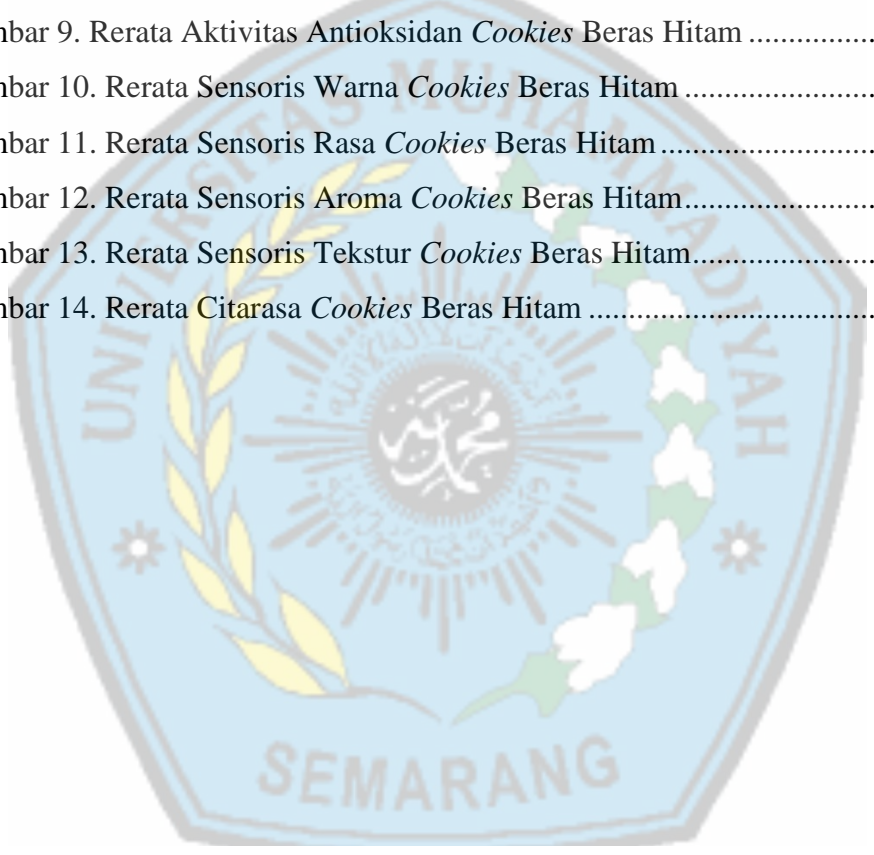 mbar 9. Rerata Aktivitas Antioksidan Cookies Beras Hitam ................
mbar 10. Rerata Sensoris Warna Cookies Beras Hitam ........................
mbar 11. Rerata Sensoris Rasa Cookies Beras Hitam ...........................
mbar 12. Rerata Sensoris Aroma Cookies Beras Hitam........................
mbar 13. Rerata Sensoris Tekstur Cookies Beras Hitam.......................
mbar 14. Rerata Citarasa Cookies Beras Hitam ....................................
UNIVERSITAS MUHAMMADIYAH
SEMARANG